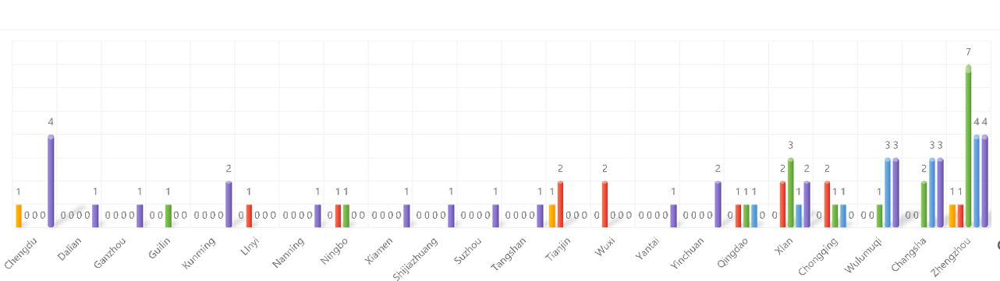 7
4 4 4
3 3 3 3 3
2 2 2 2 2 2 2 2
1 1 1 1 1 1 1 1 1 1 1 1 1 1 1 1 1 1 1 1 1 1 1
0 0 0 0 0 0 0 0 0 0 0 0 0 0 0 0 0 0 0 0 0 0 0 0 0 0 0 0 0 0 0 0 0 0 0 0 0 0 0 0 0 0 0 0 0 0 0 0 0 0 0 0 0 0 0 0 0 0 0 0 0 0 0 0 0 0 0 0 0 0
Chengdu
Dalian
Ganzhou
Guilin
Kunming
LInyi
Nanning
Ningbo
Xiamen
Shijiazhuang
Suzhou
Tangshan
Tianjin
Wuxi
Yantai
Yinchuan
Qingdao
XIan
Chongqing
Wulumuqi
Changsha
Zhengzhou